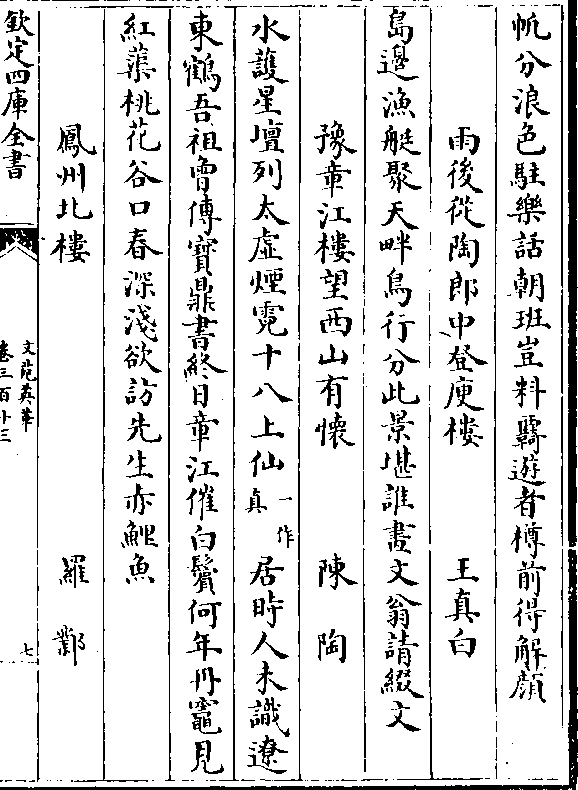 帆分浪色駐樂話朝班豈料羇遊者樽前得解顔
雨後從陶郎中登庾樓　王真白
島邊漁艇聚天畔鳥行分此景堪誰畫文翁請綴文
豫章江樓望西山有懐　陳陶
水護星壇列太虛煙霓十八上仙一作真居時人未識遼
東鶴吾祖曾傳寳鼎書終日章江催白鬢何年丹竈見
紅蕖桃花谷口春深淺欲訪先生赤鯉魚
鳳州北樓　羅鄴
欽定四庫全書
文苑英華
卷三百十三
七